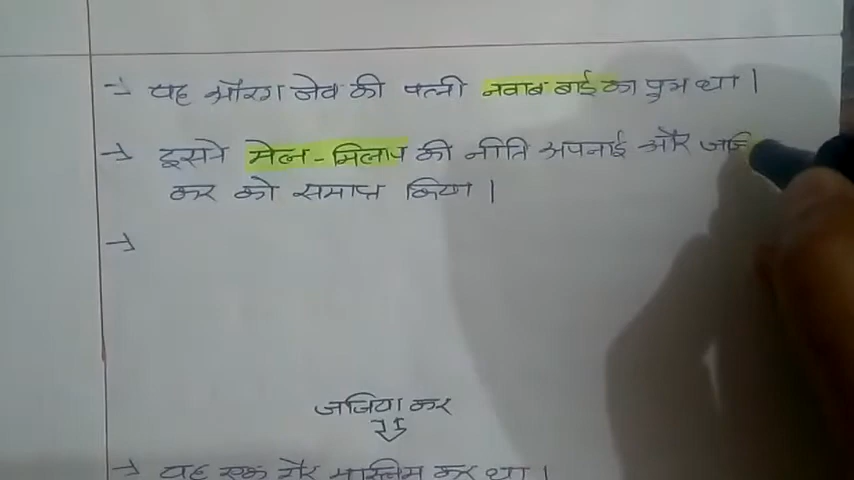 → यह औरंगजेब की पत्नी नवाब बाई का पुत्र था।
→ इसने मेल-मिलाप की नीति अपनाई और
कर को समाप्त किया।
→
जजिया कर
→ यह एक गैर मुस्लिम कर था।